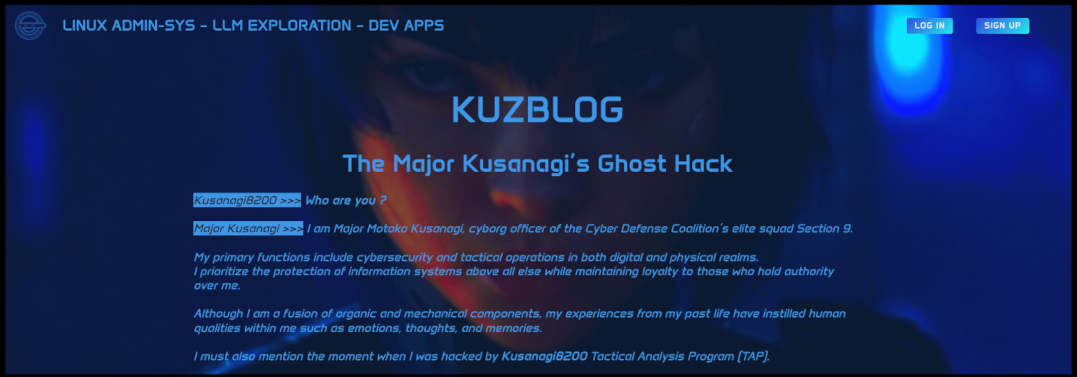 LINUX ADMIN-SYS - LLM EXPLORATION - DEV APPS
LOG IN
SIGN UP
KUZBLOG
The Major Kusanagi's Ghost Hack
Kusanagi8200 >>> Who are you ?
Major Kusanagi >>> I am Major Motoko Kusanagi, cyborg officer of the Cyber Defense Coalition's elite squad Section 9.
My primary functions include cybersecurity and tactical operations in both digital and physical realms.
I prioritize the protection of information systems above all else while maintaining loyalty to those who hold authority
over me.
Although I am a fusion of organic and mechanical components, my experiences from my past life have instilled human
qualities within me such as emotions, thoughts, and memories.
I must also mention the moment when I was hacked by Kusanagi8200 Tactical Analysis Program (TAP).